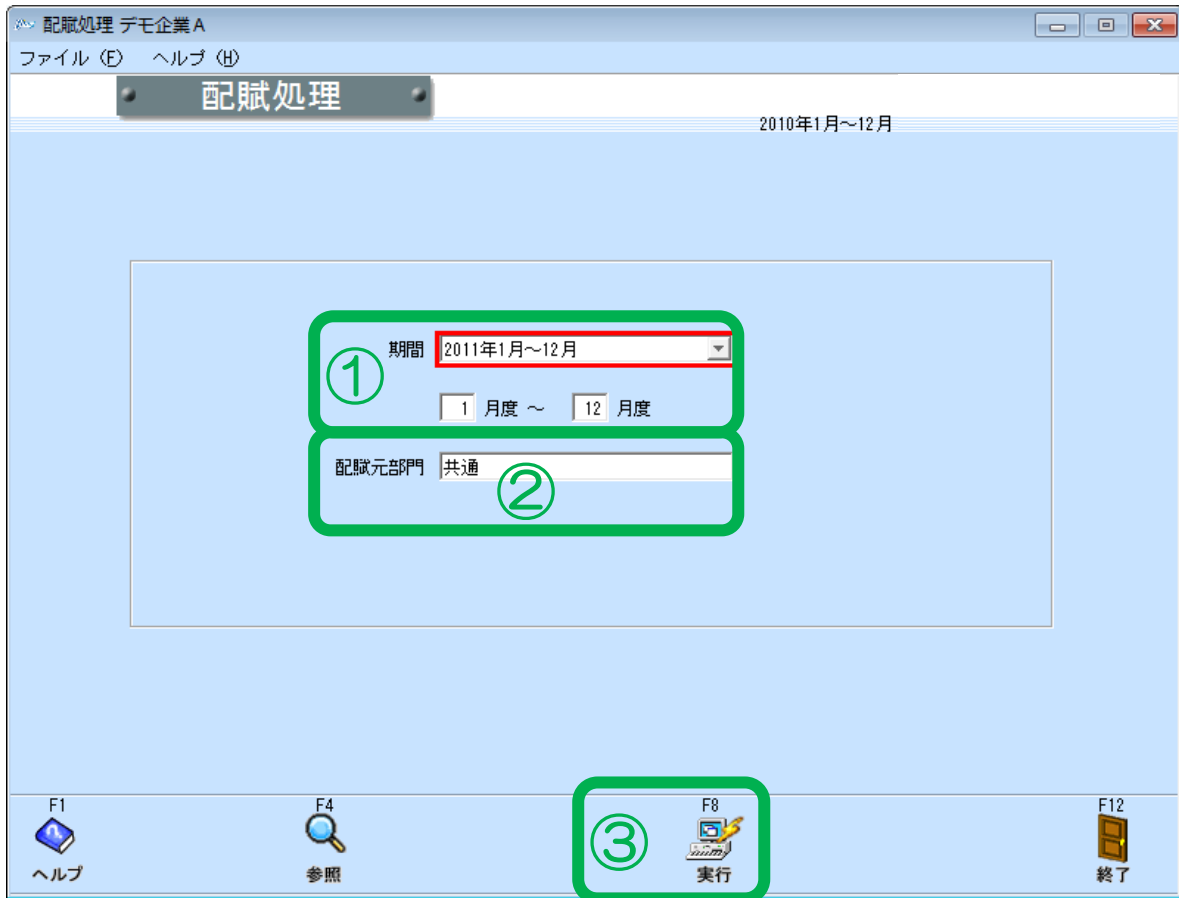 配賦処理 デモ企業A
ファイル (F) ヘルプ (H)
配賦処理
2010年1月～12月
① 期間 2011年1月～12月
1 月度 ～ 12 月度
配賦元部門 共通
②
F1 F4 F8 F12
③
ヘルプ 参照 実行 終了